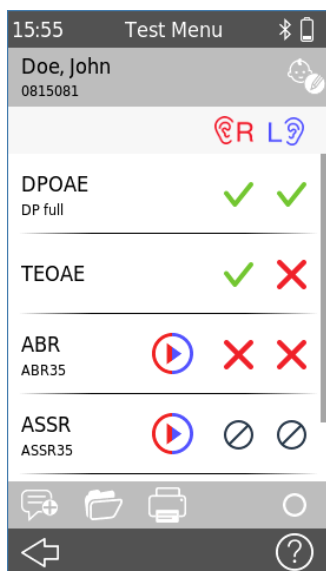 15:55 Test Menu
Doe, John
0815081
R L
DPOAE
DP full
TEOAE
ABR
ABR35
ASSR
ASSR35
?